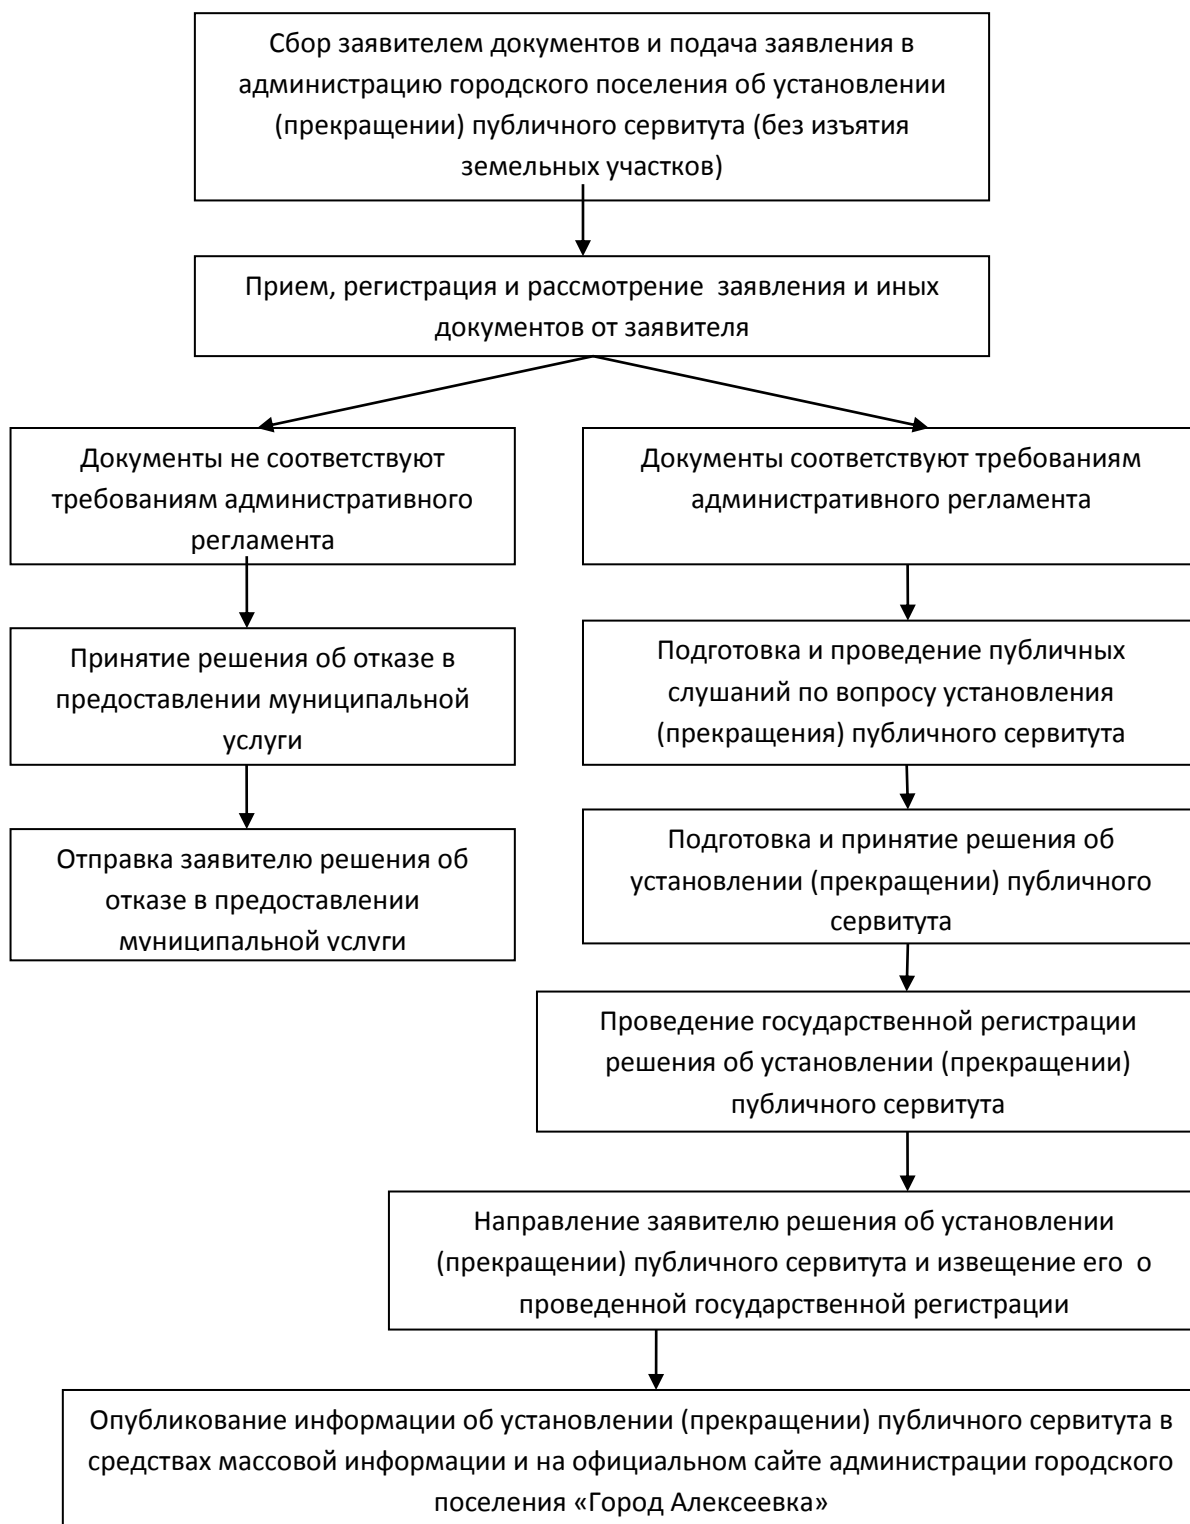 Сбор заявителем документов и подача заявления в
администрацию городского поселения об установлении
(прекращении) публичного сервитута (без изъятия
земельных участков)
Прием, регистрация и рассмотрение заявления и иных
документов от заявителя
Документы не соответствуют
требованиям административного
регламента
Документы соответствуют требованиям
административного регламента
Принятие решения об отказе в
предоставлении муниципальной
услуги
Подготовка и проведение публичных
слушаний по вопросу установления
(прекращения) публичного сервитута
Отправка заявителю решения об
отказе в предоставлении
муниципальной услуги
Подготовка и принятие решения об
установлении (прекращении) публичного
сервитута
Проведение государственной регистрации
решения об установлении (прекращении)
публичного сервитута
Направление заявителю решения об установлении
(прекращении) публичного сервитута и извещение его о
проведенной государственной регистрации
Опубликование информации об установлении (прекращении) публичного сервитута в
средствах массовой информации и на официальном сайте администрации городского
поселения «Город Алексеевка»